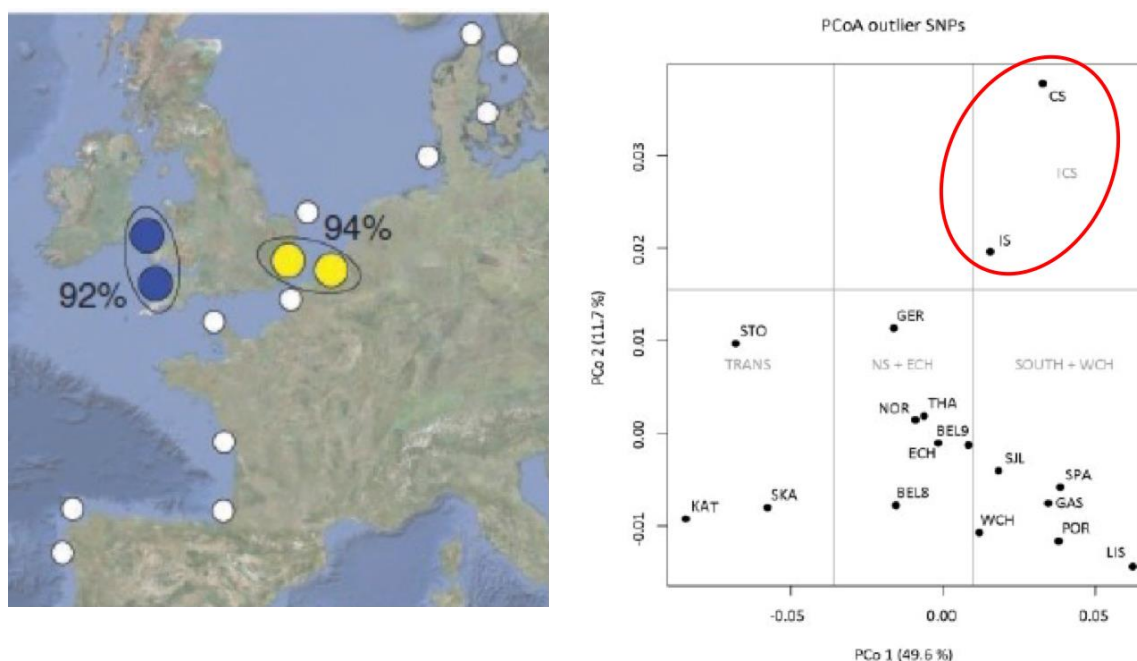 94%
92%
PCoA outlier SNPs
PCo 2 (11.7 %)
0.03
0.02
0.01
0.00
-0.01
CS
ICS
IS
STO
GER
TRANS
NS + ECH
SOUTH + WCH
NOR
THA
BEL9
ECH
SJL
SPA
KAT
SKA
BEL8
GAS
WCH
POR
LIS
-0.05
0.00
0.05
PCo 1 (49.6 %)